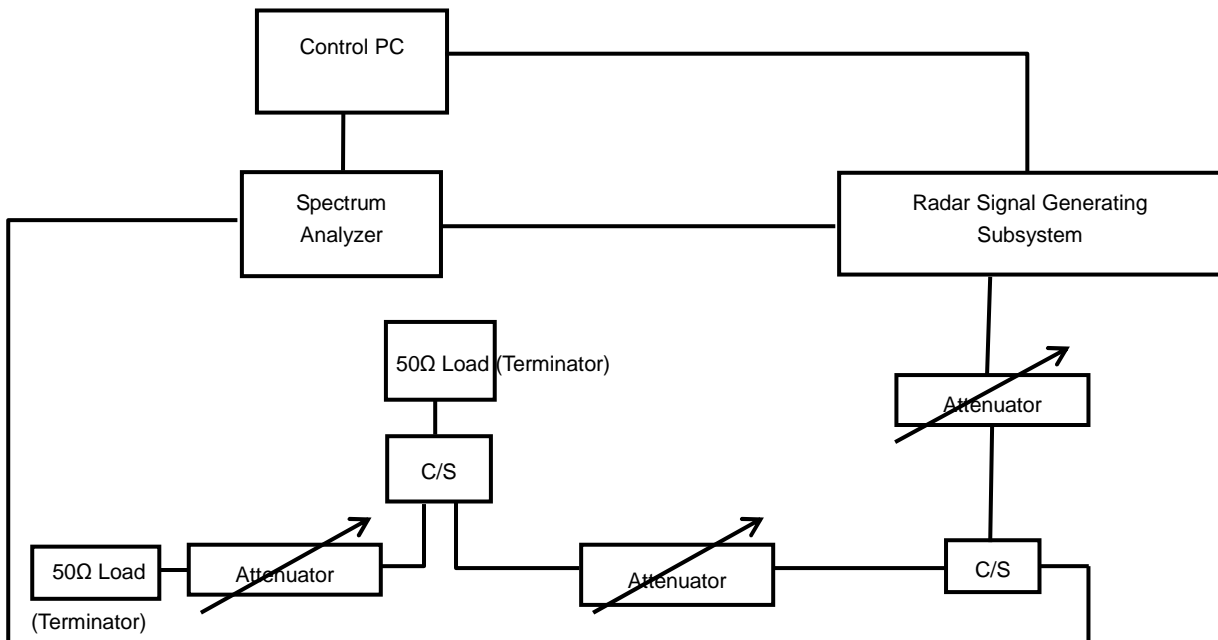 Control PC
Spectrum
Analyzer
Radar Signal Generating
Subsystem
50Ω Load (Terminator)
Attenuator
C/S
50Ω Load
(Terminator)
Attenuator
Attenuator
C/S